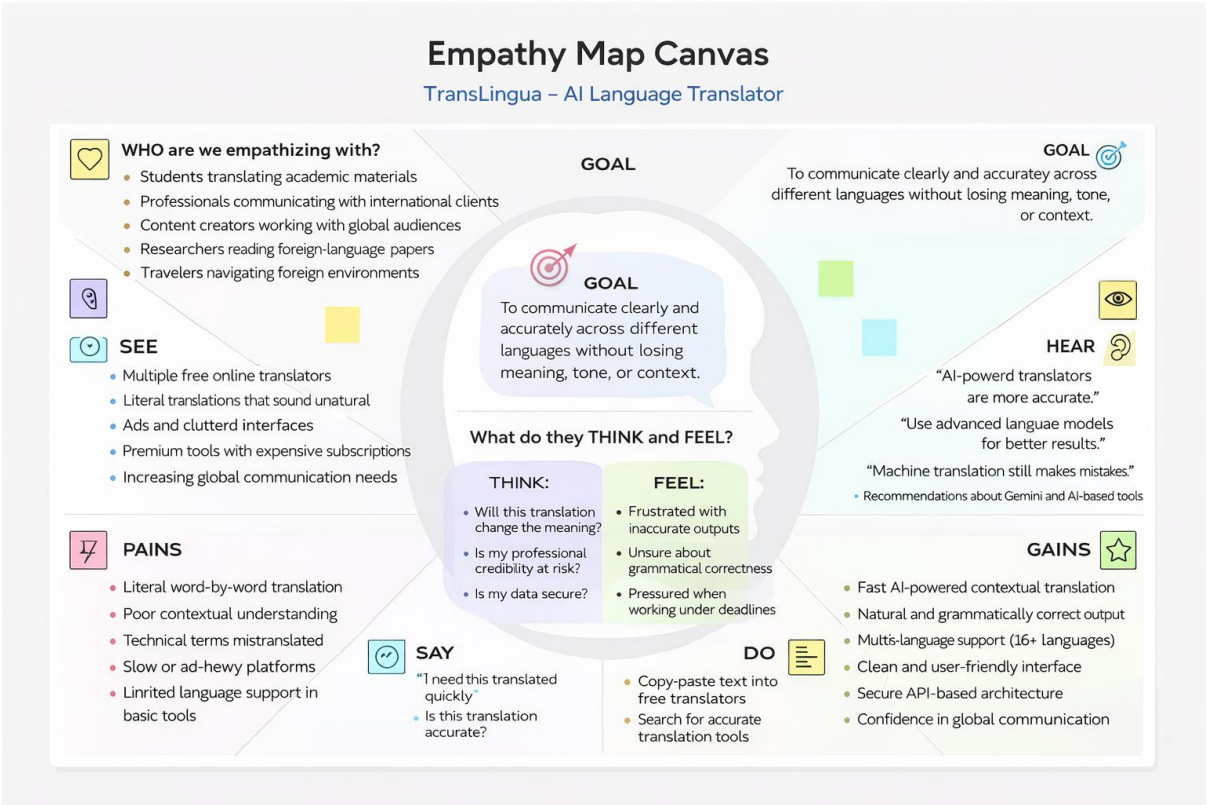 Empathy Map Canvas
TransLingua – AI Language Translator
WHO are we empathizing with?
• Students translating academic materials
• Professionals communicating with international clients
• Content creators working with global audiences
• Researchers reading foreign-language papers
• Travelers navigating foreign environments
GOAL
GOAL
To communicate clearly and accuratey across
different languages without losing meaning, tone,
or context.
GOAL
To communicate clearly and
accurately across different
languages without losing
meaning, tone, or context.
SEE
• Multiple free online translators
• Literal translations that sound unatural
• Ads and clutterd interfaces
• Premium tools with expensive subscriptions
• Increasing global communication needs
HEAR
“AI-powerd translators
are more accurate.”
“Use advanced languae models
for better results.”
“Machine translation still makes mistakes.”
• Recommendations about Gemini and AI-based tools
What do they THINK and FEEL?
THINK:
• Will this translation
change the meaning?
• Is my professional
credibility at risk?
• Is my data secure?
FEEL:
• Frustrated with
inaccurate outputs
• Unsure about
grammatical correctness
• Pressured when
working under deadlines
PAINS
• Literal word-by-word translation
• Poor contextual understanding
• Technical terms mistranslated
• Slow or ad-hewy platforms
• Linrited language support in
basic tools
SAY
“I need this translated
quickly”
• Is this translation
accurate?
DO
• Copy-paste text into
free translators
• Search for accurate
translation tools
GAINS
• Fast AI-powered contextual translation
• Natural and grammatically correct output
• Multis-language support (16+ languages)
• Clean and user-friendly interface
• Secure API-based architecture
• Confidence in global communication